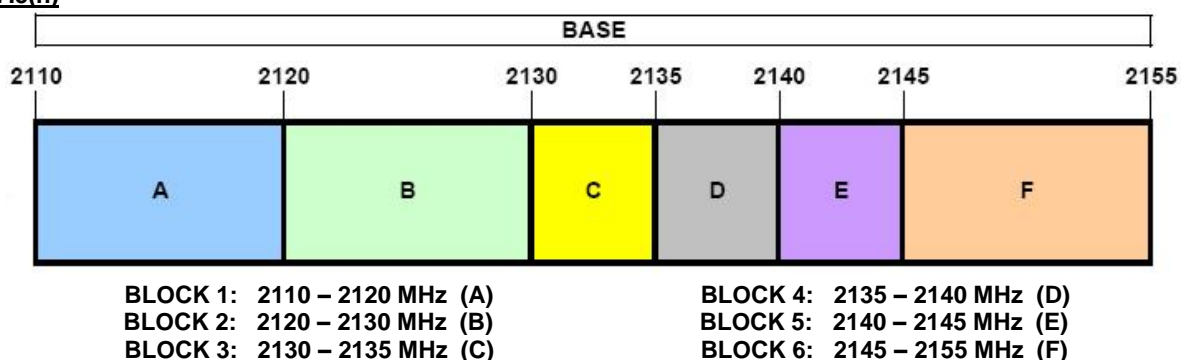 BASE
2110 2120 2130 2135 2140 2145 2155
A B C D E F
BLOCK 1: 2110 – 2120 MHz (A) BLOCK 4: 2135 – 2140 MHz (D)
BLOCK 2: 2120 – 2130 MHz (B) BLOCK 5: 2140 – 2145 MHz (E)
BLOCK 3: 2130 – 2135 MHz (C) BLOCK 6: 2145 – 2155 MHz (F)